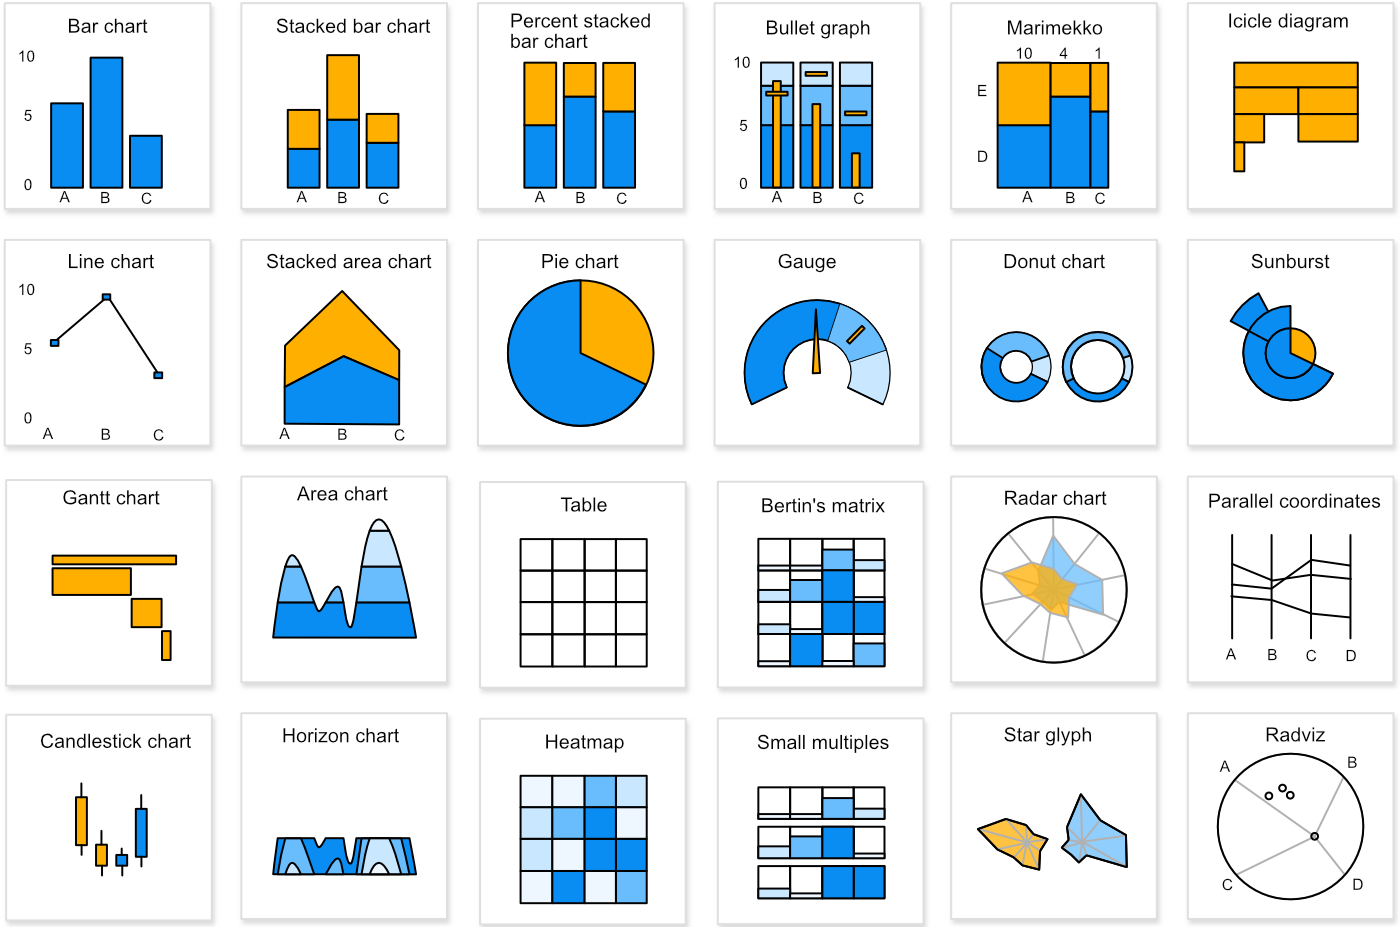 Bar chart
10
5
0
A B C
Stacked bar chart
A B C
Percent stacked
bar chart
A B C
Bullet graph
10
5
0
A B C
Marimekko
10 4 1
E
D
A B C
Icicle diagram
Line chart
10
5
0
A B C
Stacked area chart
A B C
Pie chart
Gauge
Donut chart
Sunburst
Gantt chart
Area chart
Table
Bertin's matrix
Radar chart
Parallel coordinates
A B C D
Candlestick chart
Horizon chart
Heatmap
Small multiples
Star glyph
Radviz
A B
C D